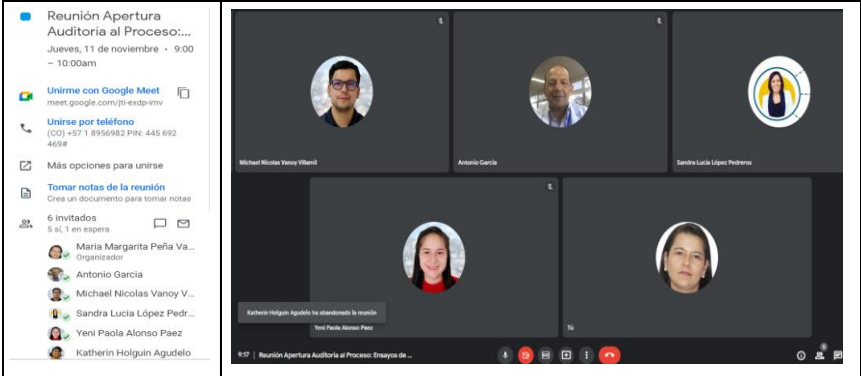 Reunión Apertura
Auditoria al Proceso:...
Jueves, 11 de noviembre • 9:00
– 10:00am
Unirme con Google Meet
meet.google.com/jti-exdp-imv
Unirse por teléfono
(CO) +57 1 8956982 PIN: 445 692
469#
Más opciones para unirse
Tomar notas de la reunión
Crea un documento para tomar notas
6 invitados
5 sí, 1 en espera
Maria Margarita Peña Va...
Organizador
Antonio Garcia
Michael Nicolas Vanoy V...
Sandra Lucia López Pedr...
Yeni Paola Alonso Paez
Katherin Holguin Agudelo
Michael Nicolas Vanoy Villamil
Antonio Garcia
Sandra Lucía López Pedreros
Katherin Holguin Agudelo ha abandonado la reunión
Yeni Paola Alonso Paez
Tú
9:17 | Reunión Apertura Auditoria al Proceso: Ensayos de ...
5